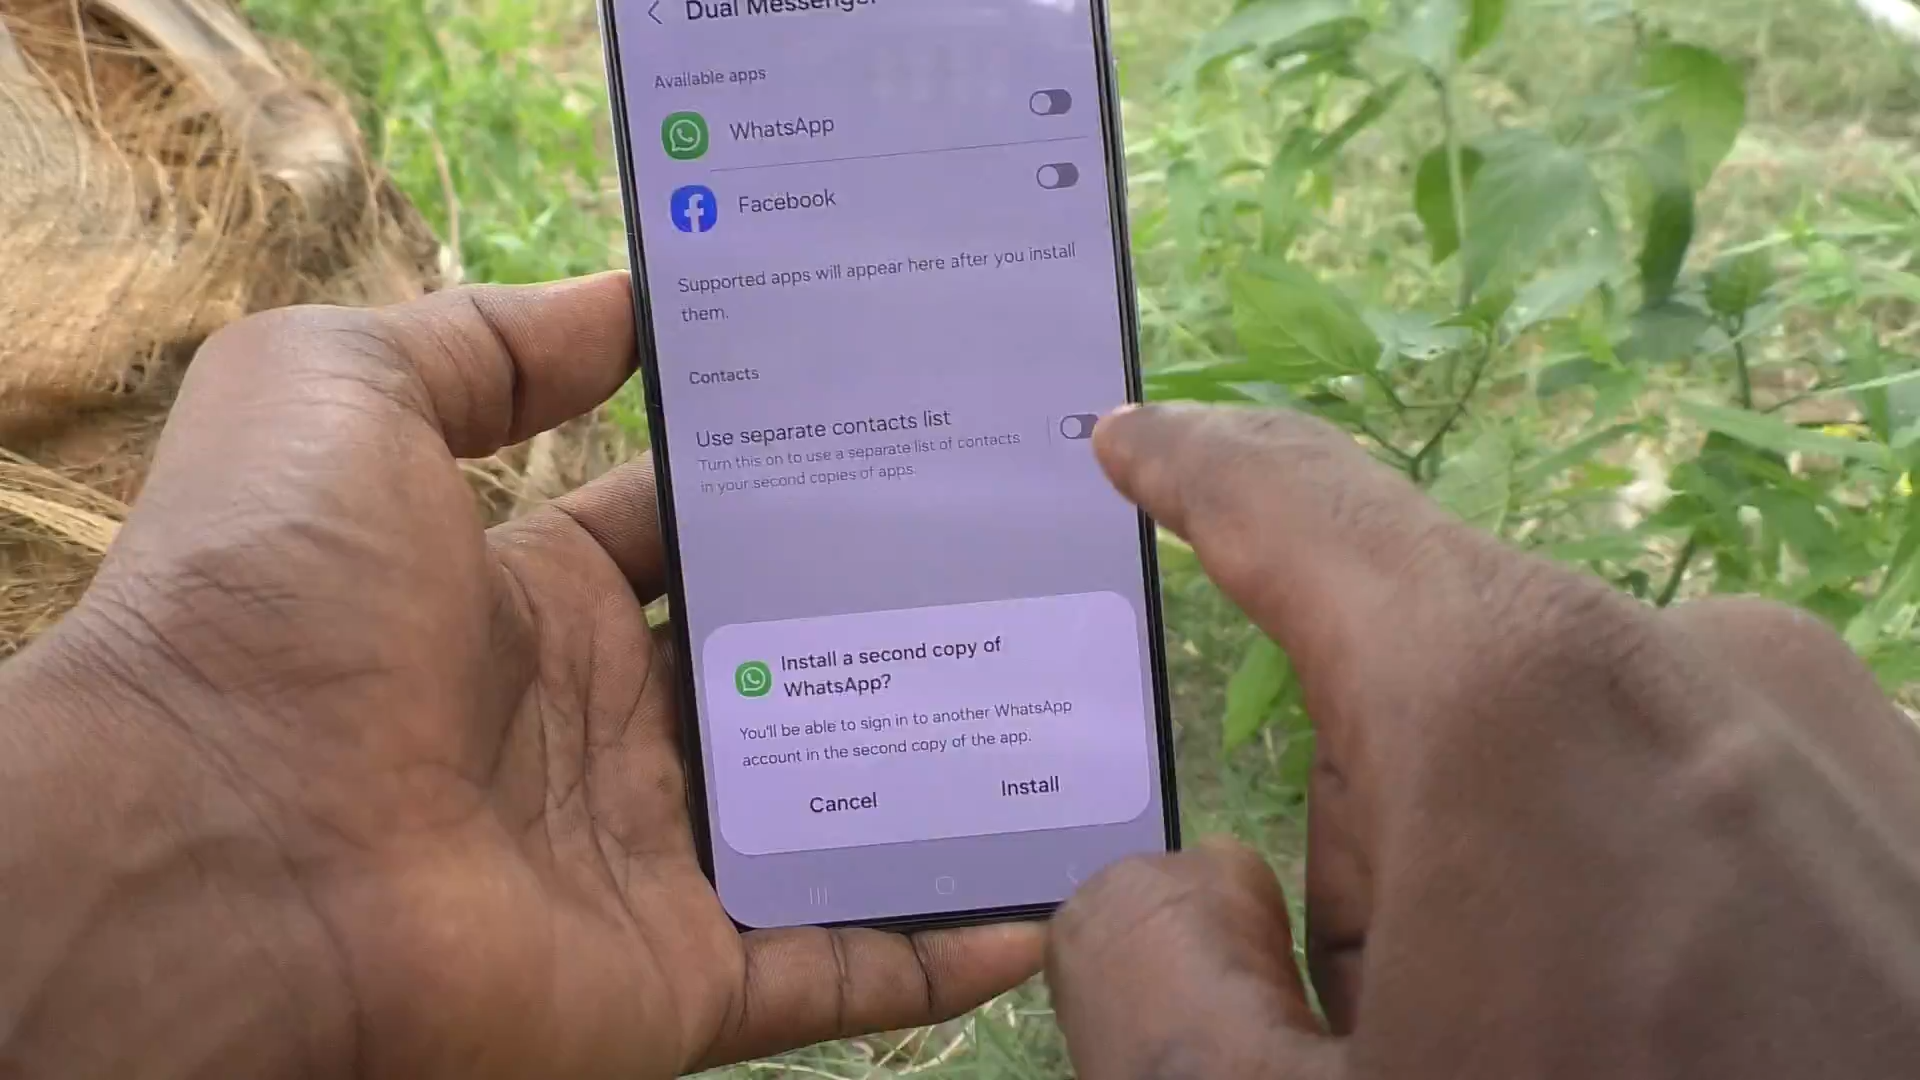 Dual Messenger
Available apps
WhatsApp
Facebook
Supported apps will appear here after you install
them.
Contacts
Use separate contacts list
Turn this on to use a separate list of contacts
in your second copies of apps.
Install a second copy of
WhatsApp?
You'll be able to sign in to another WhatsApp
account in the second copy of the app.
Cancel
Install